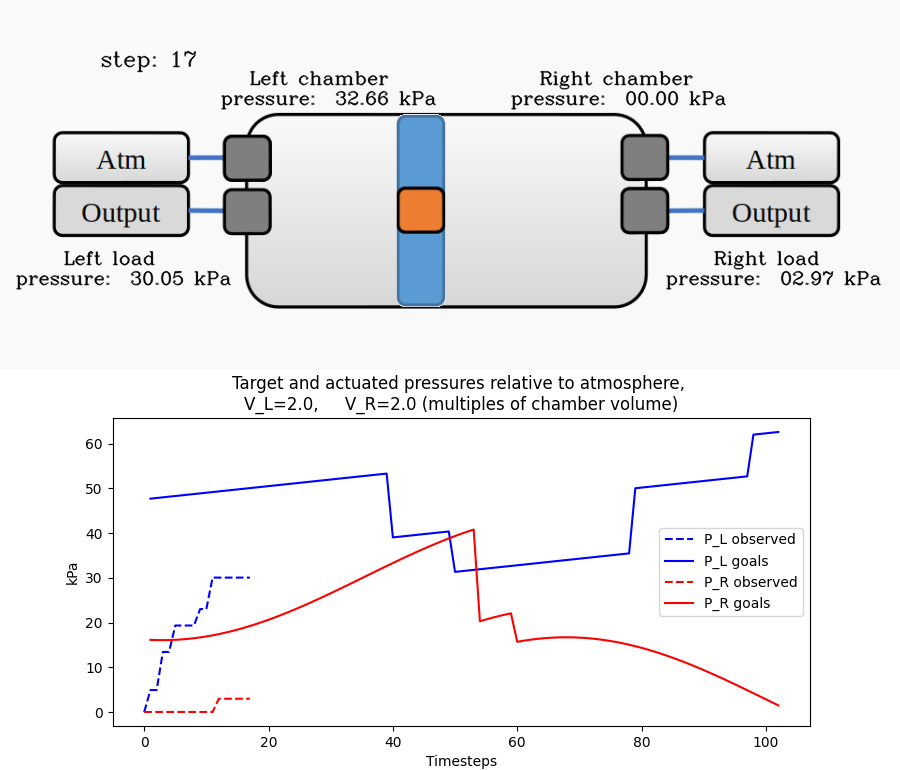 step: 17
Left chamber
pressure: 32.66 kPa
Right chamber
pressure: 00.00 kPa
Atm
Output
Atm
Output
Left load
pressure: 30.05 kPa
Right load
pressure: 02.97 kPa
Target and actuated pressures relative to atmosphere,
V_L=2.0, V_R=2.0 (multiples of chamber volume)
60
50
40
30
20
10
0
kPa
P_L observed
P_L goals
P_R observed
P_R goals
0 20 40 60 80 100
Timesteps